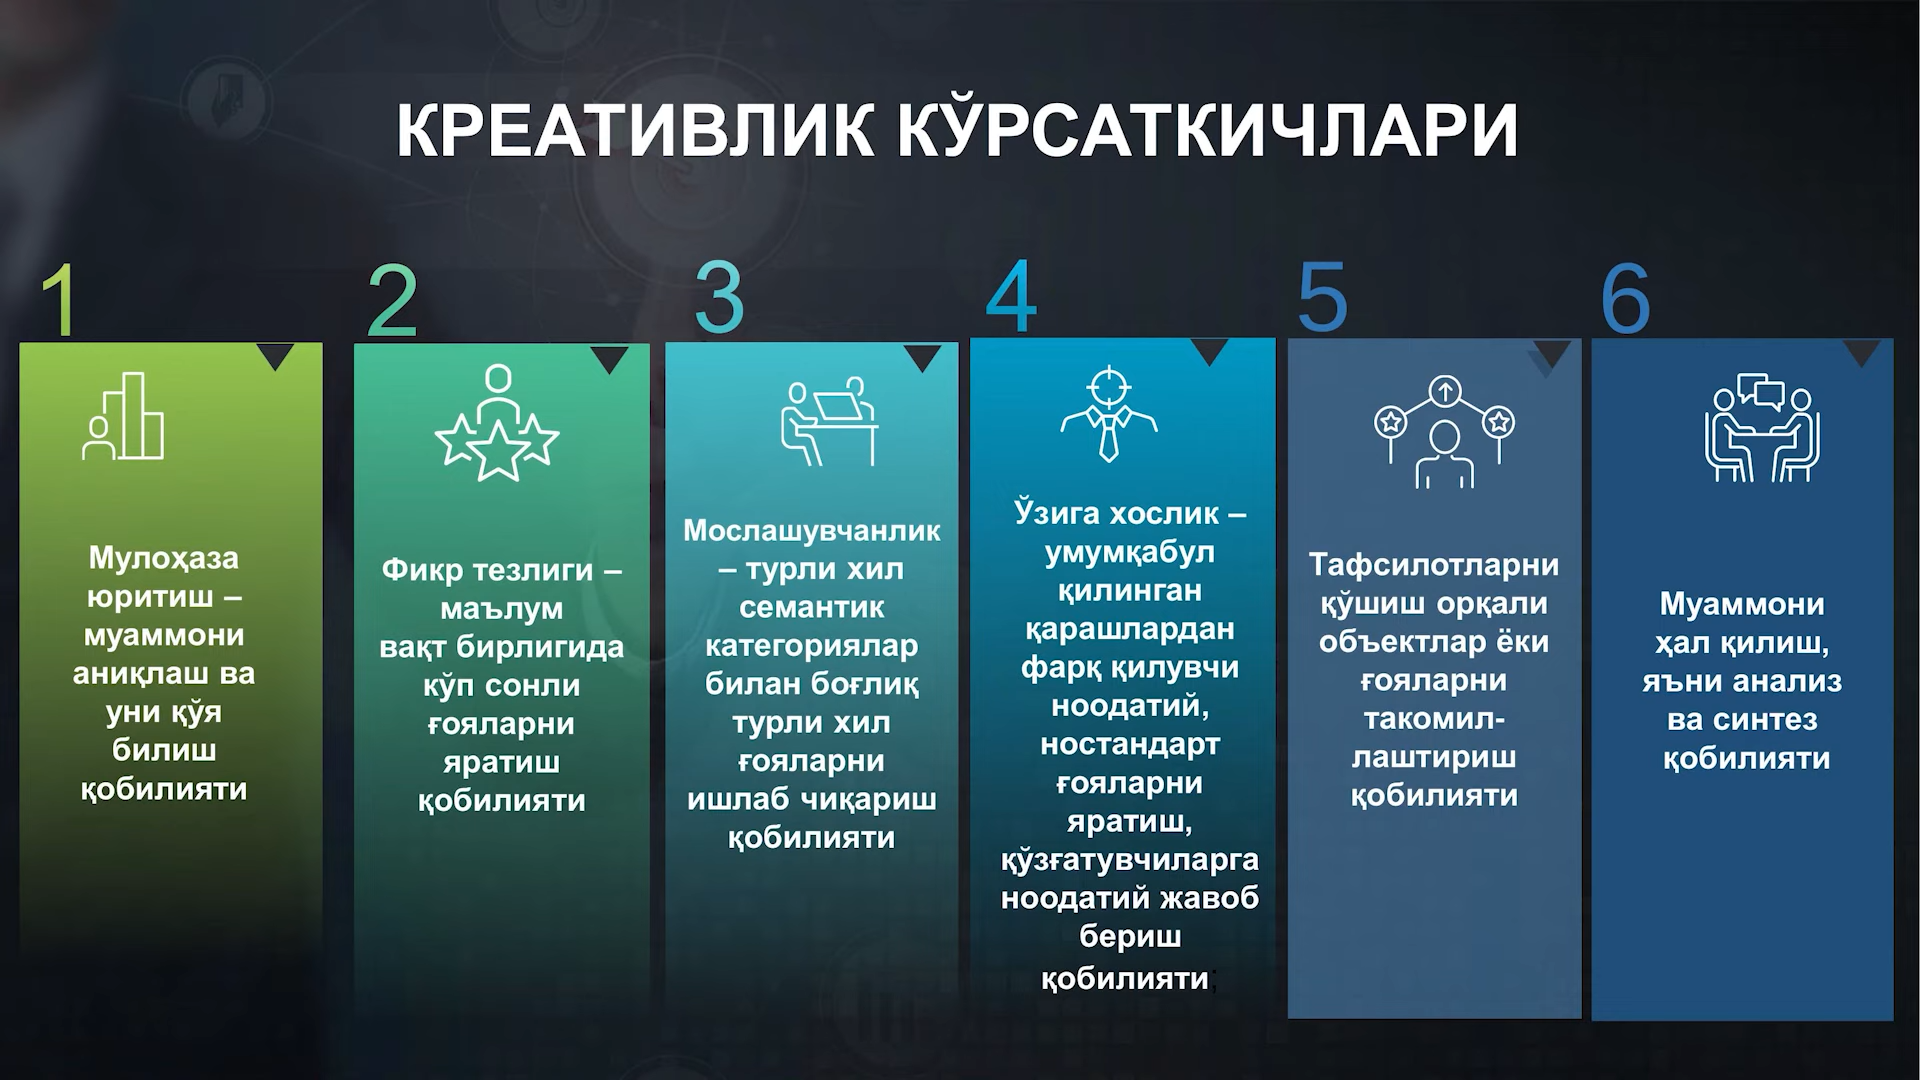 КРЕАТИВЛИК КЎРСАТКИЧЛАРИ
1
Мулоҳаза
юритиш –
муаммони
аниқлаш ва
уни қўя
билиш
қобилияти
2
Фикр тезлиги –
маълум
вақт бирлигида
кўп сонли
ғояларни
яратиш
қобилияти
3
Мослашувчанлик
– турли хил
семантик
категориялар
билан боғлиқ
турли хил
ғояларни
ишлаб чиқариш
қобилияти
4
Ўзига хослик –
умумқабул
қилинган
қарашлардан
фарқ қилувчи
ноодатий,
ностандарт
ғояларни
яратиш,
қўзғатувчиларга
ноодатий жавоб
бериш
қобилияти;
5
Тафсилотларни
қўшиш орқали
объектлар ёки
ғояларни
такомил-
лаштириш
қобилияти
6
Муаммони
ҳал қилиш,
яъни анализ
ва синтез
қобилияти